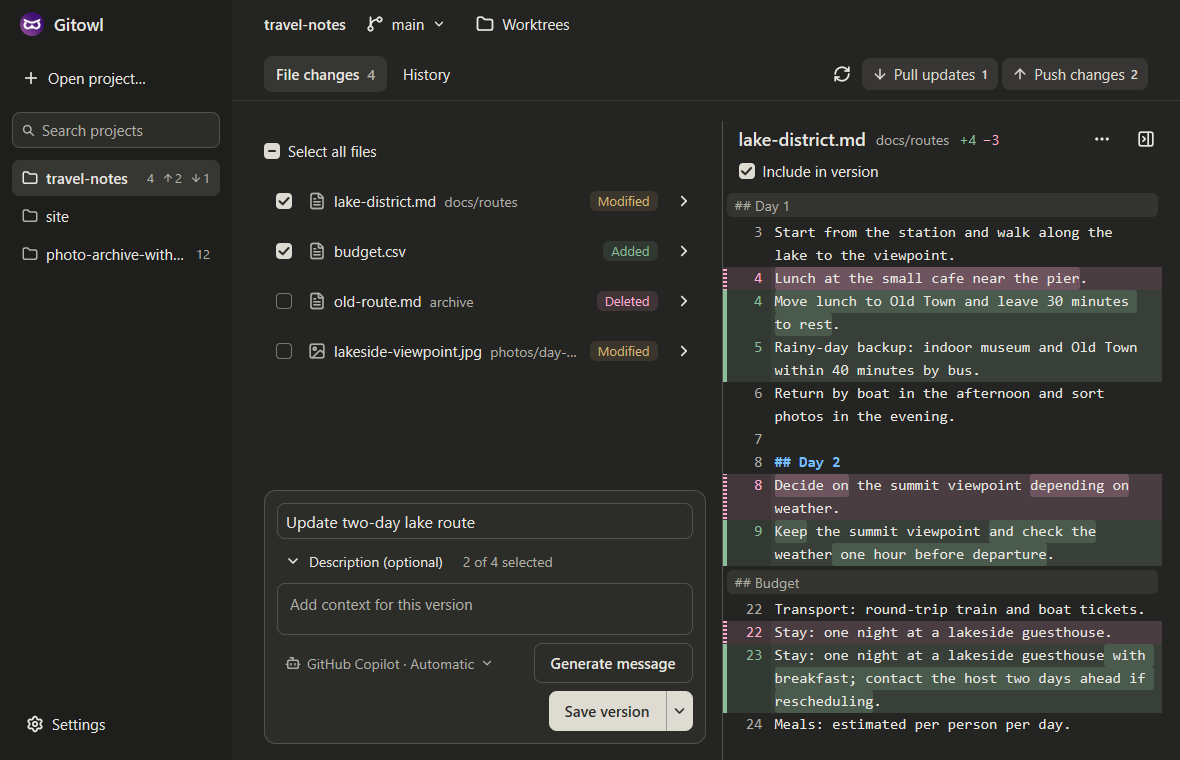 Gitowl
Open project...
Search projects
travel-notes 4 ↑2 ↓1
site
photo-archive-with... 12
Settings
travel-notes main Worktrees
File changes 4 History
Pull updates 1 Push changes 2
Select all files
lake-district.md docs/routes Modified
budget.csv Added
old-route.md archive Deleted
lakeside-viewpoint.jpg photos/day-... Modified
Update two-day lake route
Description (optional) 2 of 4 selected
Add context for this version
GitHub Copilot · Automatic
Generate message
Save version
lake-district.md docs/routes +4 −3
Include in version
## Day 1
3 Start from the station and walk along the
lake to the viewpoint.
4 Lunch at the small cafe near the pier.
4 Move lunch to Old Town and leave 30 minutes
to rest.
5 Rainy-day backup: indoor museum and Old Town
within 40 minutes by bus.
6 Return by boat in the afternoon and sort
photos in the evening.
7
8 ## Day 2
8 Decide on the summit viewpoint depending on
weather.
9 Keep the summit viewpoint and check the
weather one hour before departure.
## Budget
22 Transport: round-trip train and boat tickets.
22 Stay: one night at a lakeside guesthouse.
23 Stay: one night at a lakeside guesthouse with
breakfast; contact the host two days ahead if
rescheduling.
24 Meals: estimated per person per day.